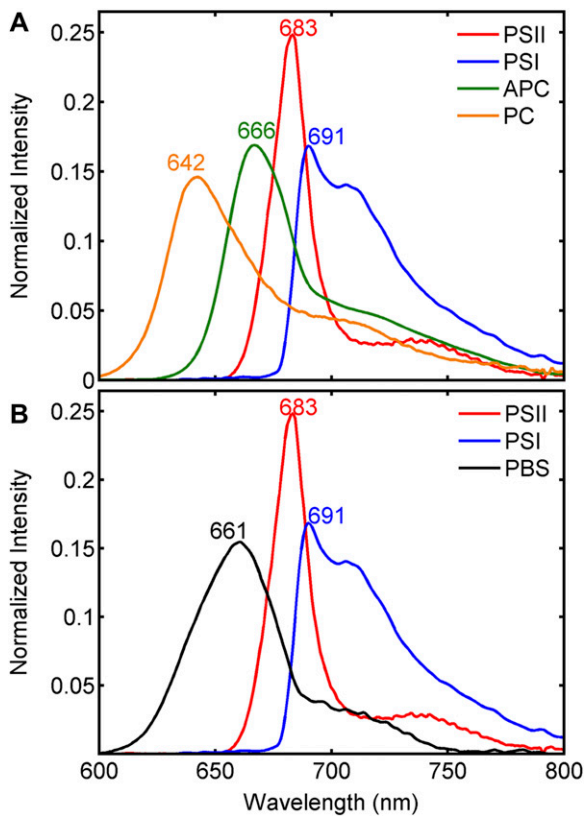 A
0.25
0.2
0.15
0.1
0.05
0
Normalized Intensity
683
691
666
642
PSII
PSI
APC
PC
B
0.25
0.2
0.15
0.1
0.05
Normalized Intensity
683
691
661
PSII
PSI
PBS
600
650
700
750
800
Wavelength (nm)